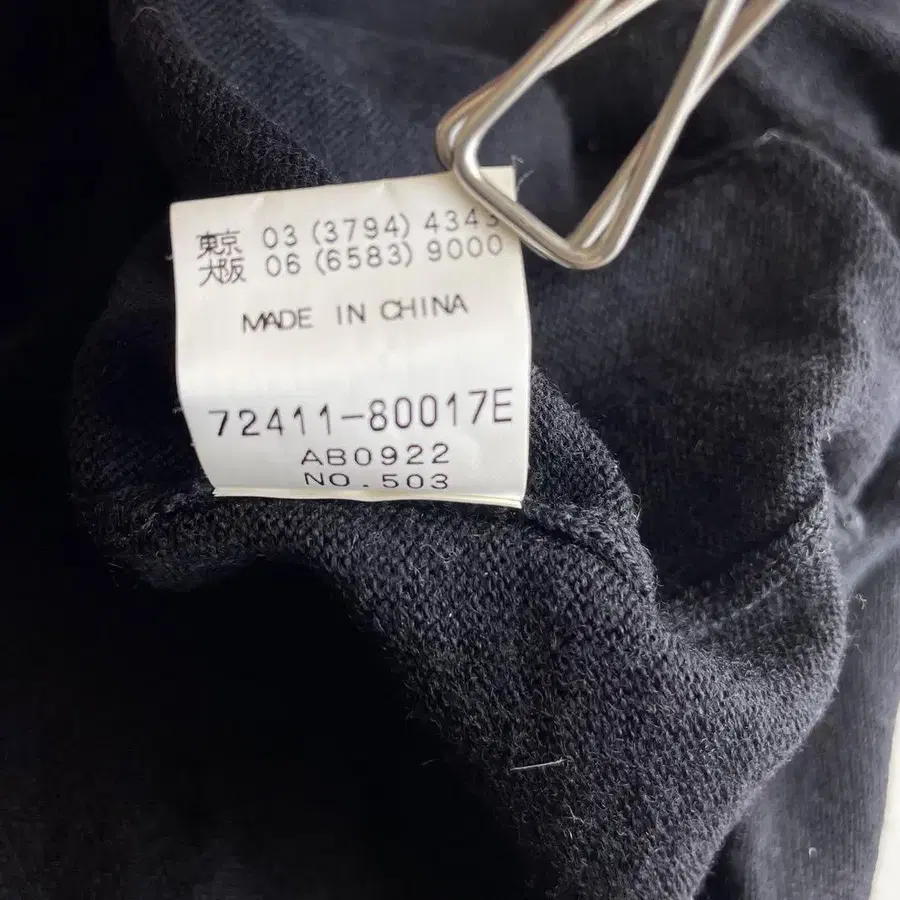 東京 03 (3794) 4343
大阪 06 (6583) 9000
MADE IN CHINA
72411-80017E
AB0922
NO.503